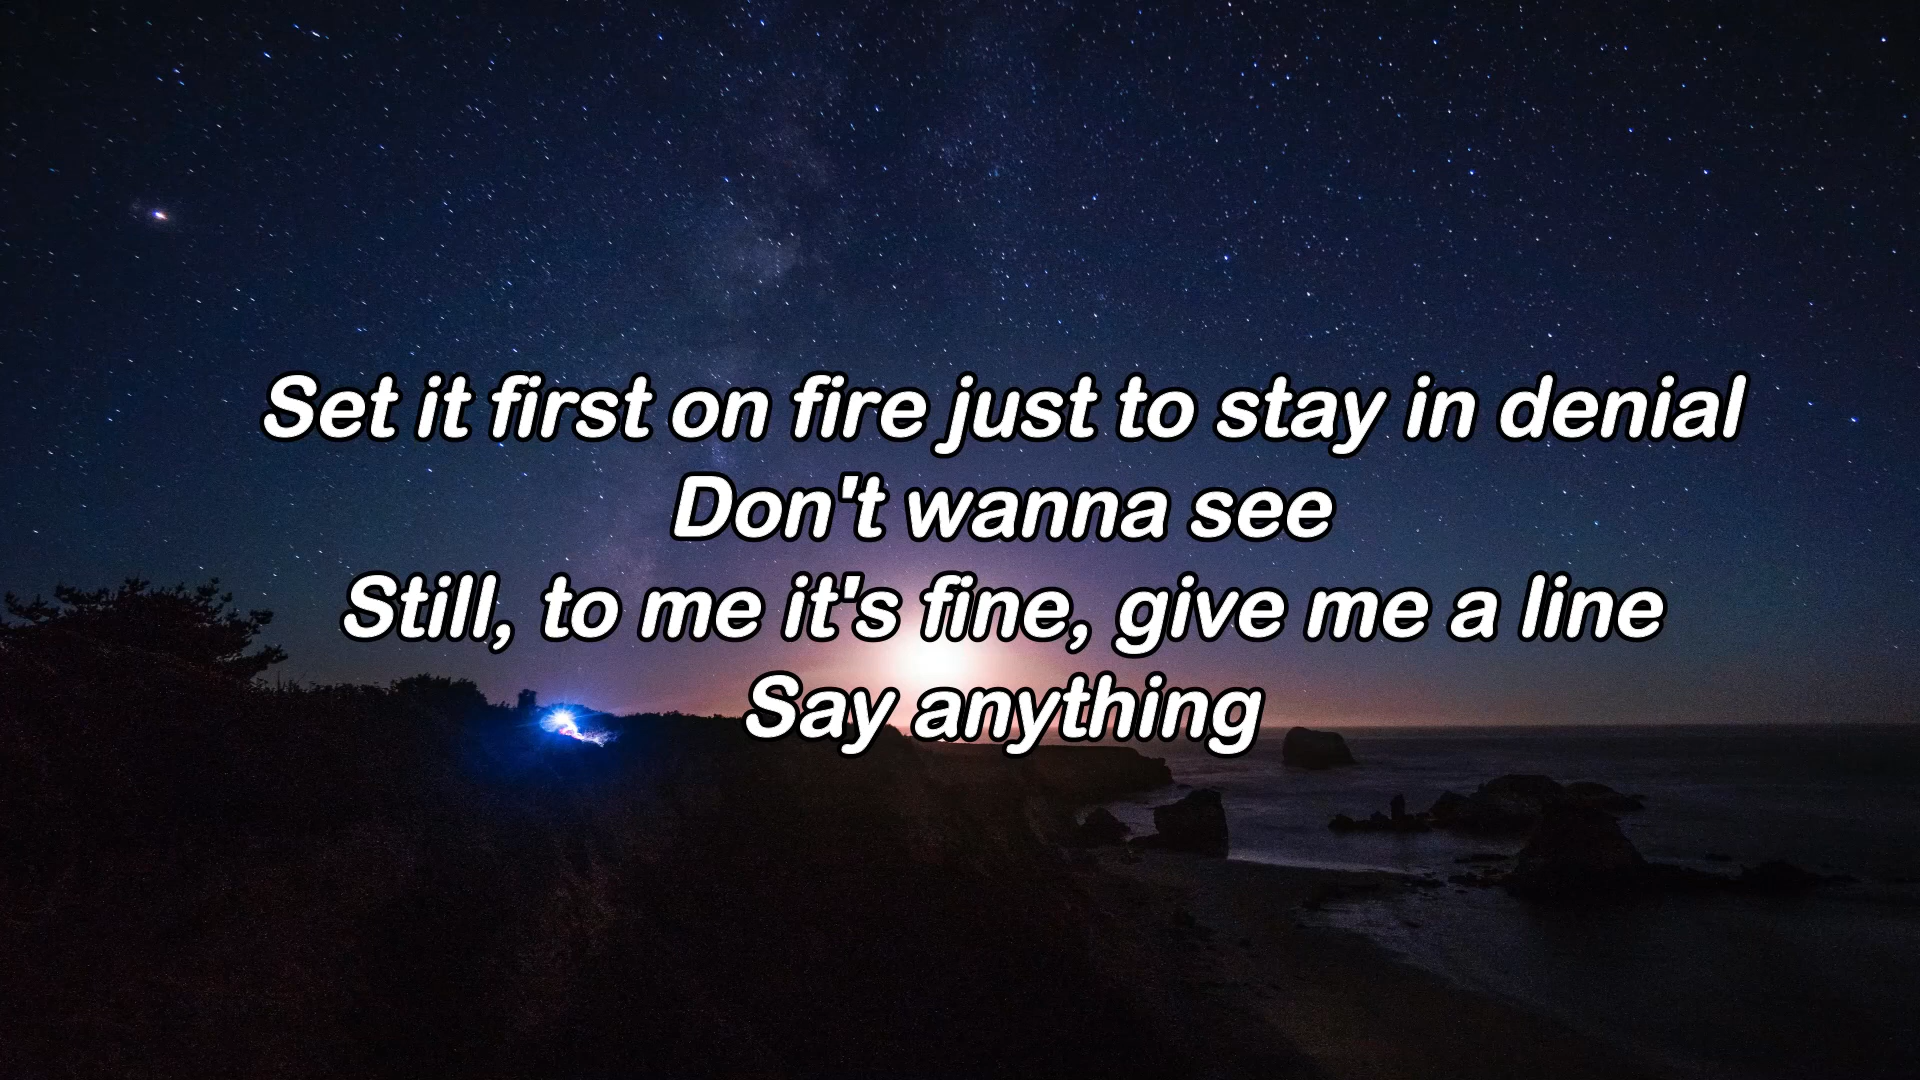 Set it first on fire just to stay in denial
Don't wanna see
Still, to me it's fine, give me a line
Say anything